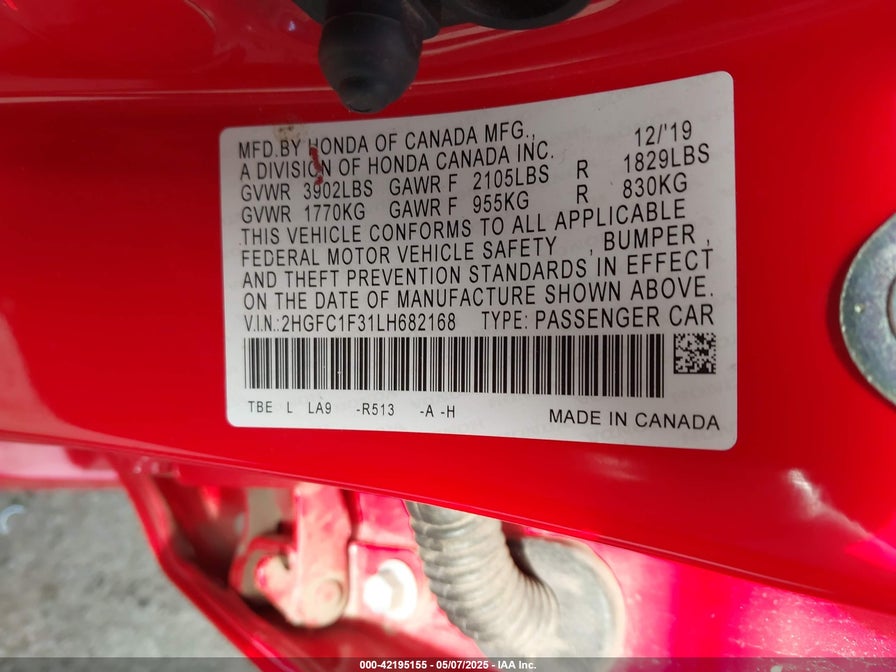 MFD.BY HONDA OF CANADA MFG., 12/'19
A DIVISION OF HONDA CANADA INC.
GVWR 3902LBS GAWR F 2105LBS R 1829LBS
GVWR 1770KG GAWR F 955KG R 830KG
THIS VEHICLE CONFORMS TO ALL APPLICABLE
FEDERAL MOTOR VEHICLE SAFETY , BUMPER ,
AND THEFT PREVENTION STANDARDS IN EFFECT
ON THE DATE OF MANUFACTURE SHOWN ABOVE.
V.I.N.:2HGFC1F31LH682168 TYPE: PASSENGER CAR
TBE L LA9 -R513 -A -H
MADE IN CANADA
000-42195155 - 05/07/2025 - IAA Inc.